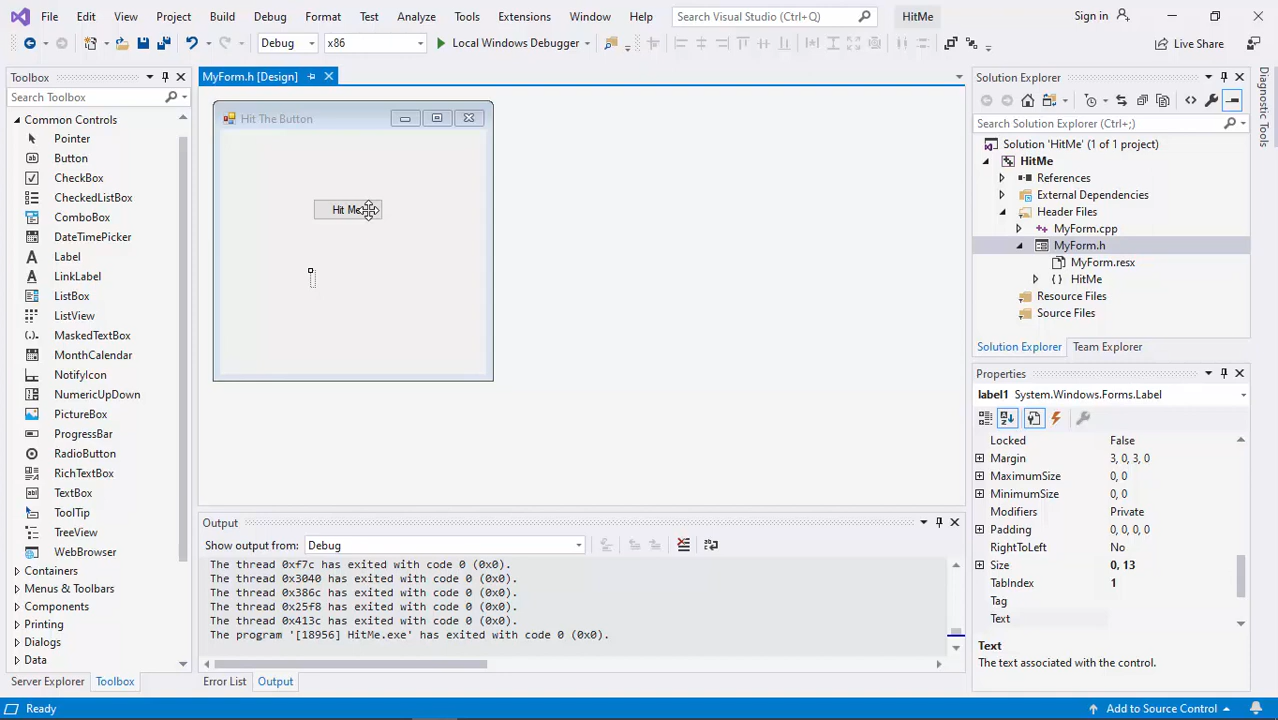 File Edit View Project Build Debug Format Test Analyze Tools Extensions Window Help Search Visual Studio (Ctrl+Q) HitMe Sign in
Debug x86 Local Windows Debugger Live Share
Toolbox
Search Toolbox
Common Controls
Pointer
Button
CheckBox
CheckedListBox
ComboBox
DateTimePicker
Label
LinkLabel
ListBox
ListView
MaskedTextBox
MonthCalendar
NotifyIcon
NumericUpDown
PictureBox
ProgressBar
RadioButton
RichTextBox
TextBox
ToolTip
TreeView
WebBrowser
Containers
Menus & Toolbars
Components
Printing
Dialogs
Data
Server Explorer Toolbox
MyForm.h [Design]
Hit The Button
Hit Me
Output
Show output from: Debug
The thread 0xf7c has exited with code 0 (0x0).
The thread 0x3040 has exited with code 0 (0x0).
The thread 0x386c has exited with code 0 (0x0).
The thread 0x25f8 has exited with code 0 (0x0).
The thread 0x413c has exited with code 0 (0x0).
The program '[18956] HitMe.exe' has exited with code 0 (0x0).
Error List Output
Solution Explorer
Search Solution Explorer (Ctrl+;)
Solution 'HitMe' (1 of 1 project)
HitMe
References
External Dependencies
Header Files
MyForm.cpp
MyForm.h
MyForm.resx
HitMe
Resource Files
Source Files
Solution Explorer Team Explorer
Properties
label1 System.Windows.Forms.Label
Locked False
Margin 3, 0, 3, 0
MaximumSize 0, 0
MinimumSize 0, 0
Modifiers Private
Padding 0, 0, 0, 0
RightToLeft No
Size 0, 13
TabIndex 1
Tag
Text
Text
The text associated with the control.
Diagnostic Tools
Ready Add to Source Control